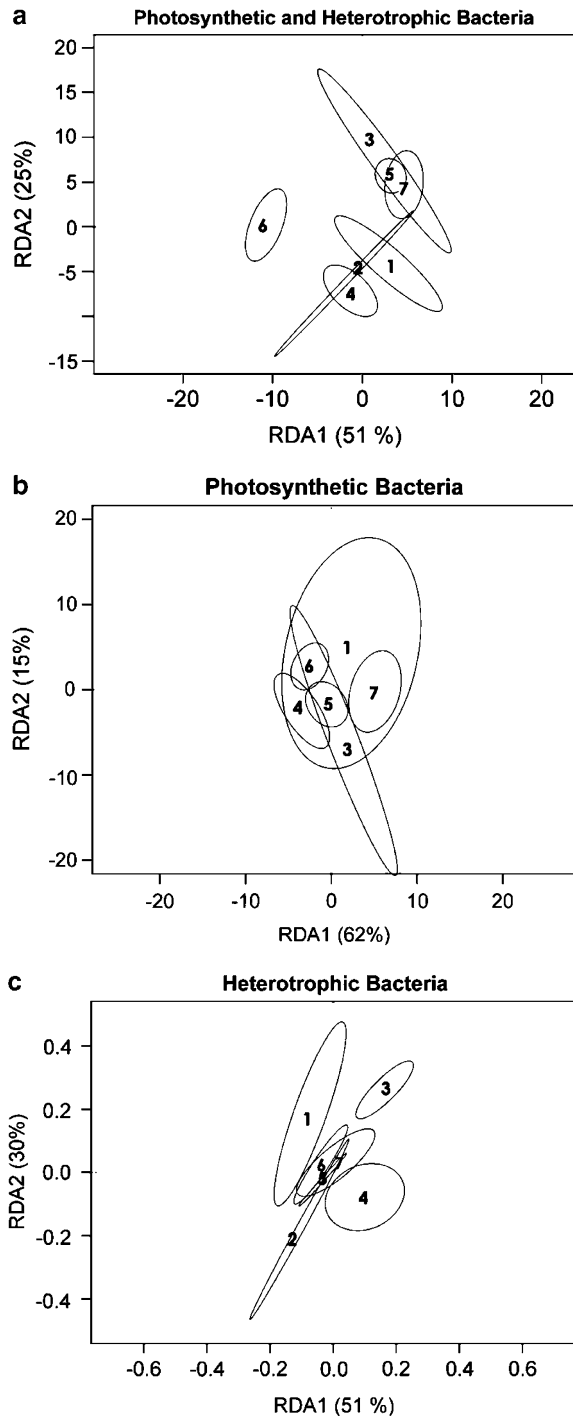 a
Photosynthetic and Heterotrophic Bacteria
20
15
10
5
0
-5
-15
RDA2 (25%)
3
5
7
6
1
2
4
-20 -10 0 10 20
RDA1 (51 %)
b
Photosynthetic Bacteria
20
10
0
-10
-20
RDA2 (15%)
1
6
7
5
4
3
-20 -10 0 10 20
RDA1 (62%)
c
Heterotrophic Bacteria
0.4
0.2
0.0
-0.2
-0.4
RDA2 (30%)
3
1
6 7
5
4
2
-0.6 -0.4 -0.2 0.0 0.2 0.4 0.6
RDA1 (51 %)